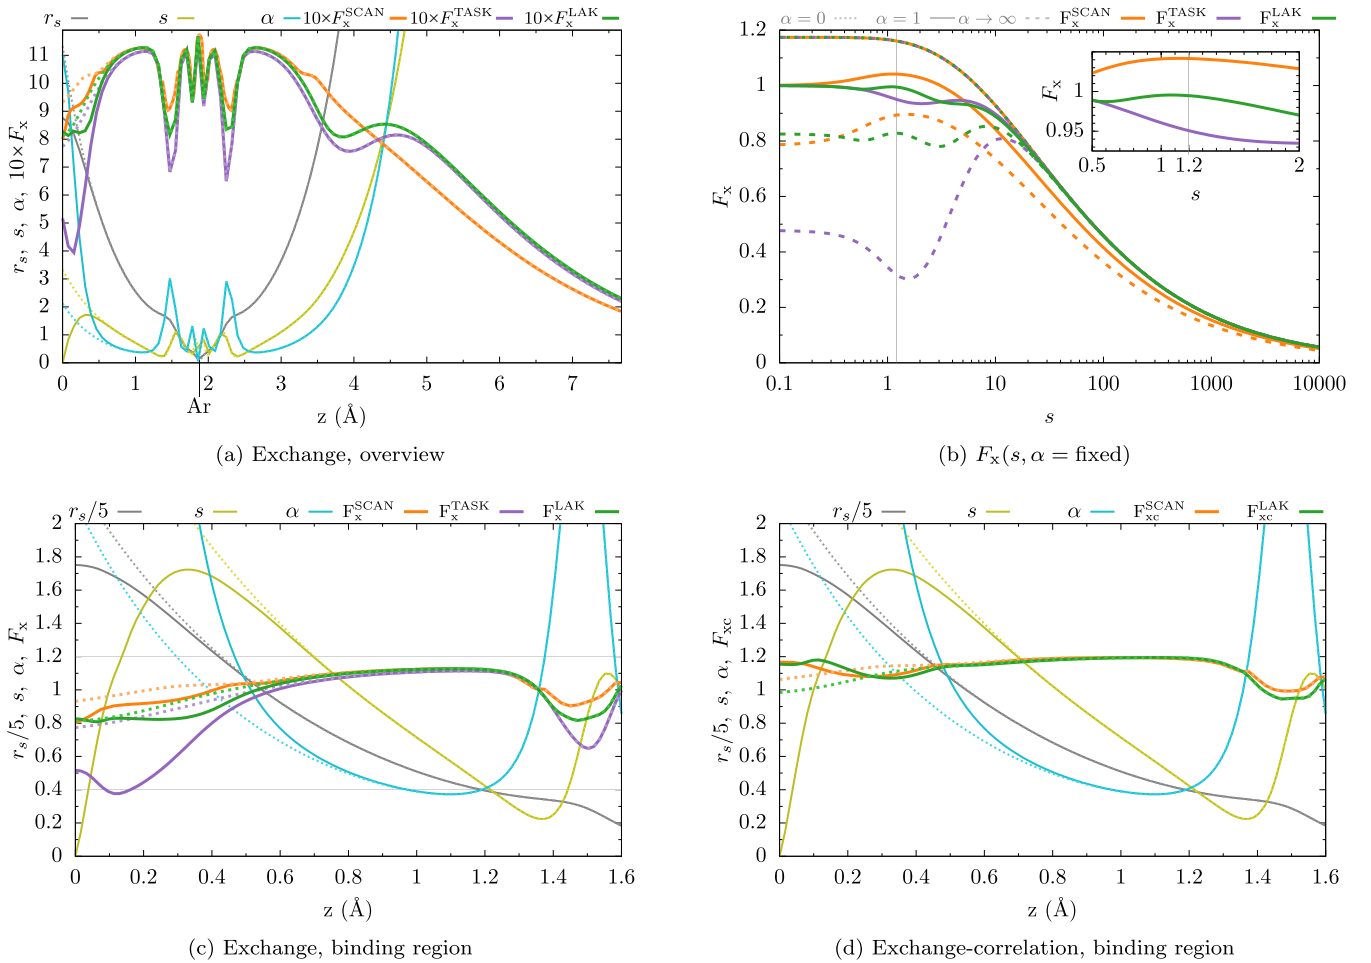 r_s  s  α  10×F_x^SCAN  10×F_x^TASK  10×F_x^LAK
r_s, s, α, 10×F_x
11
10
9
8
7
6
5
4
3
2
1
0
0 1 2 3 4 5 6 7
Ar
z (Å)
(a) Exchange, overview
α = 0  α = 1  α → ∞  F_x^SCAN  F_x^TASK  F_x^LAK
F_x
1.2
1
0.8
0.6
0.4
0.2
0
0.1 1 10 100 1000 10000
s
F_x
1
0.95
0.5 1 1.2 2
s
(b) F_x(s, α = fixed)
r_s/5  s  α  F_x^SCAN  F_x^TASK  F_x^LAK
r_s/5, s, α, F_x
2
1.8
1.6
1.4
1.2
1
0.8
0.6
0.4
0.2
0
0 0.2 0.4 0.6 0.8 1 1.2 1.4 1.6
z (Å)
(c) Exchange, binding region
r_s/5  s  α  F_xc^SCAN  F_xc^LAK
r_s/5, s, α, F_xc
2
1.8
1.6
1.4
1.2
1
0.8
0.6
0.4
0.2
0
0 0.2 0.4 0.6 0.8 1 1.2 1.4 1.6
z (Å)
(d) Exchange-correlation, binding region